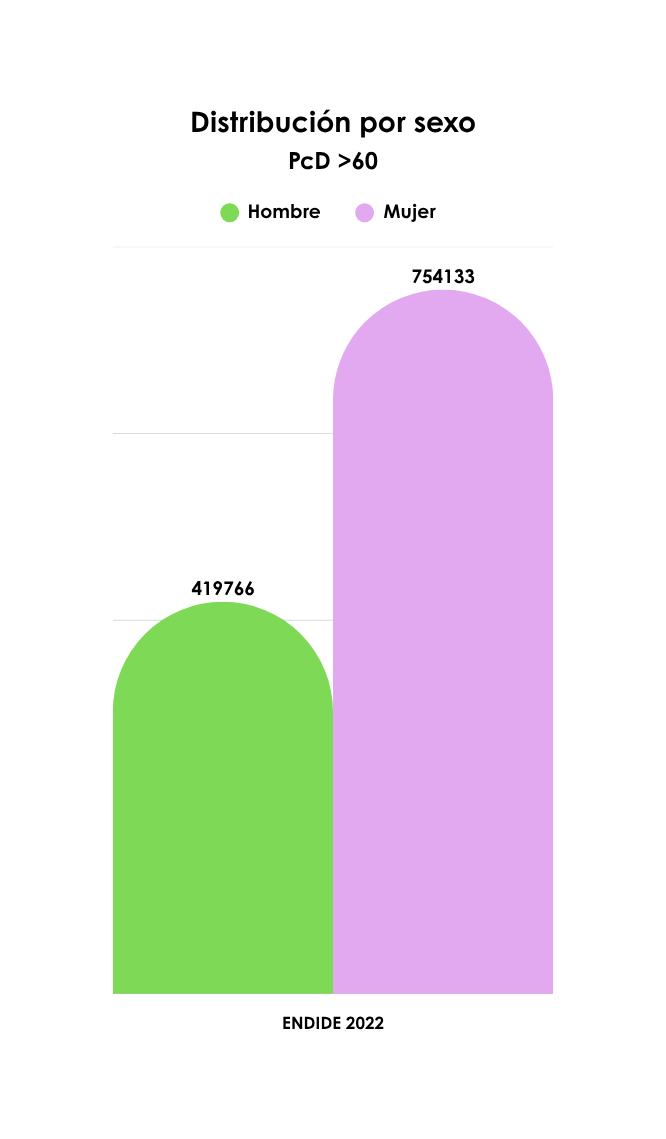 Distribución por sexo
PcD >60
Hombre Mujer
754133
419766
ENDIDE 2022